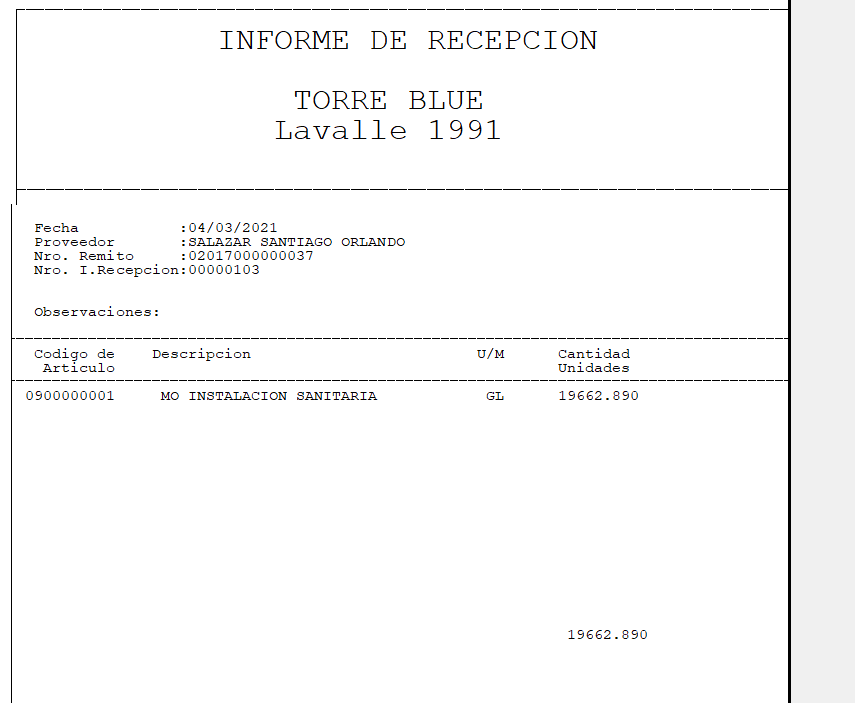 INFORME DE RECEPCION
TORRE BLUE
Lavalle 1991
Fecha :04/03/2021
Proveedor :SALAZAR SANTIAGO ORLANDO
Nro. Remito :02017000000037
Nro. I.Recepcion:00000103
Observaciones:
Codigo de Descripcion U/M Cantidad
Articulo Unidades
0900000001 MO INSTALACION SANITARIA GL 19662.890
19662.890